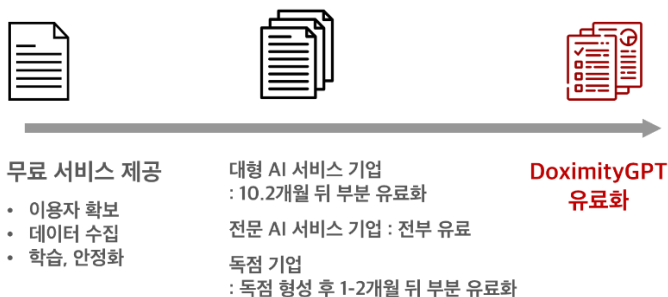 무료 서비스 제공
• 이용자 확보
• 데이터 수집
• 학습, 안정화
대형 AI 서비스 기업
: 10.2개월 뒤 부분 유료화
전문 AI 서비스 기업 : 전부 유료
독점 기업
: 독점 형성 후 1-2개월 뒤 부분 유료화
DoximityGPT
유료화